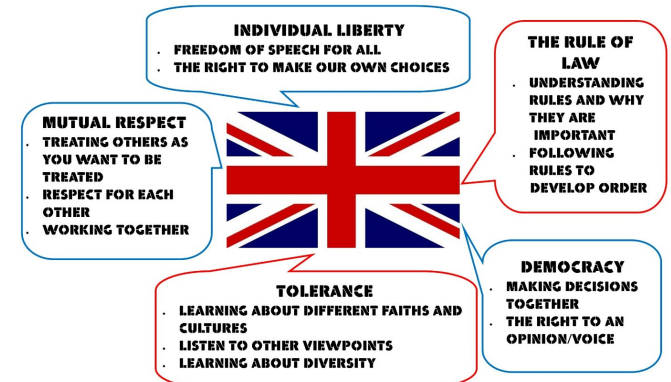 INDIVIDUAL LIBERTY
. FREEDOM OF SPEECH FOR ALL
. THE RIGHT TO MAKE OUR OWN CHOICES
THE RULE OF
LAW
. UNDERSTANDING
RULES AND WHY
THEY ARE
IMPORTANT
. FOLLOWING
RULES TO
DEVELOP ORDER
MUTUAL RESPECT
. TREATING OTHERS AS
YOU WANT TO BE
TREATED
. RESPECT FOR EACH
OTHER
. WORKING TOGETHER
DEMOCRACY
. MAKING DECISIONS
TOGETHER
. THE RIGHT TO AN
OPINION/VOICE
TOLERANCE
. LEARNING ABOUT DIFFERENT FAITHS AND
CULTURES
. LISTEN TO OTHER VIEWPOINTS
. LEARNING ABOUT DIVERSITY